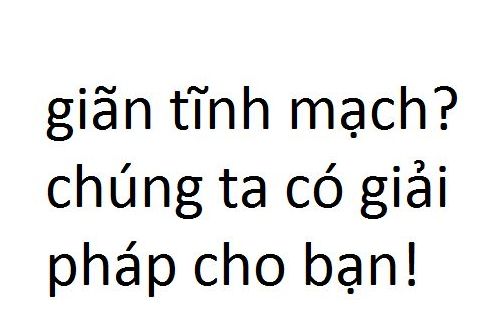 giãn tĩnh mạch?
chúng ta có giải
pháp cho bạn!